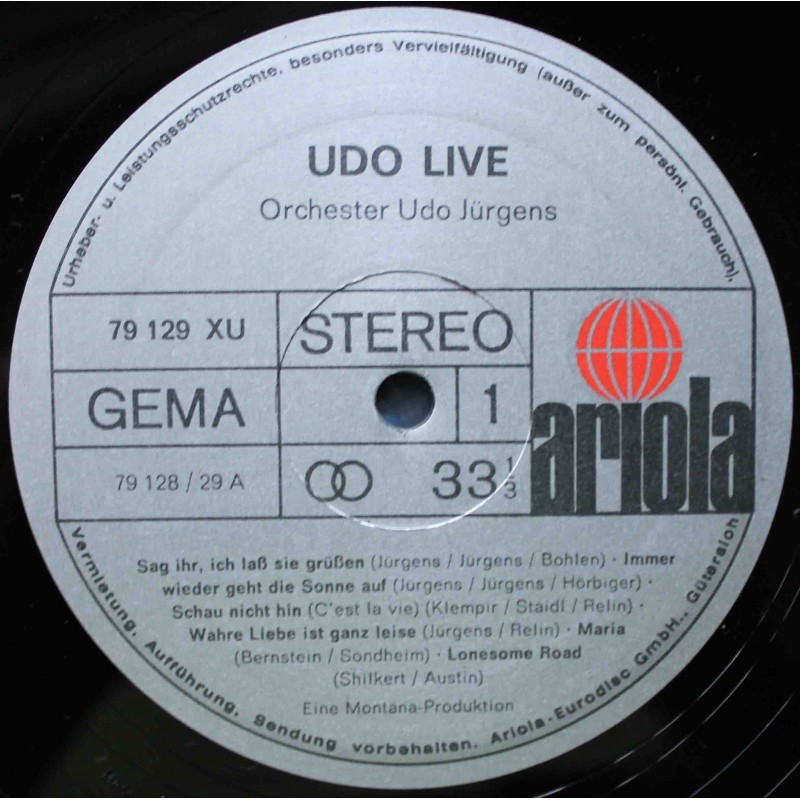 Urheber- u. Leistungsschutzrechte, besonders Vervielfältigung (außer zum persönl. Gebrauch),
UDO LIVE
Orchester Udo Jürgens
79 129 XU
STEREO
GEMA
1
ariola
79 128 / 29 A
33 1/3
Sag ihr, ich laß sie grüßen (Jürgens / Jürgens / Bohlen) · Immer
wieder geht die Sonne auf (Jürgens / Jürgens / Hörbiger) ·
Schau nicht hin (C'est la vie) (Klempir / Staidl / Relin) ·
Wahre Liebe ist ganz leise (Jürgens / Relin) · Maria
(Bernstein / Sondheim) · Lonesome Road
(Shilkert / Austin)
Eine Montana-Produktion
Vermietung, Aufführung, Sendung vorbehalten. Ariola-Eurodisc GmbH., Gütersloh